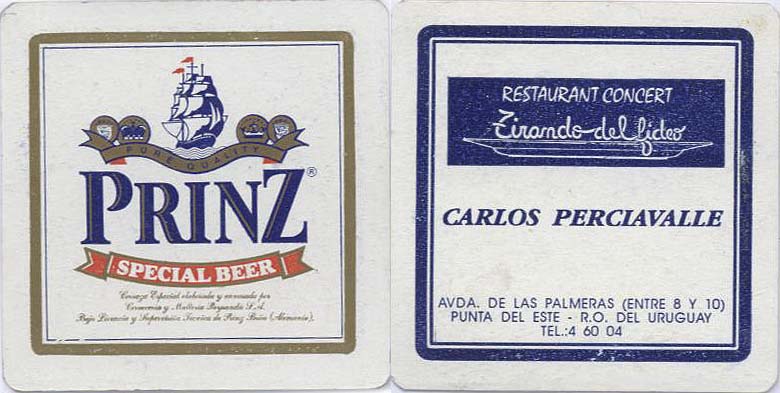 PURE QUALITY
PRINZ®
SPECIAL BEER
Cerveza Especial elaborada y envasada por
Cervecería y Maltería Paysandú S.A.
Bajo Licencia y Supervisión Técnica de Prinz Bräu (Alemania).
RESTAURANT CONCERT
Tirando del fideo
CARLOS PERCIAVALLE
AVDA. DE LAS PALMERAS (ENTRE 8 Y 10)
PUNTA DEL ESTE - R.O. DEL URUGUAY
TEL.:4 60 04